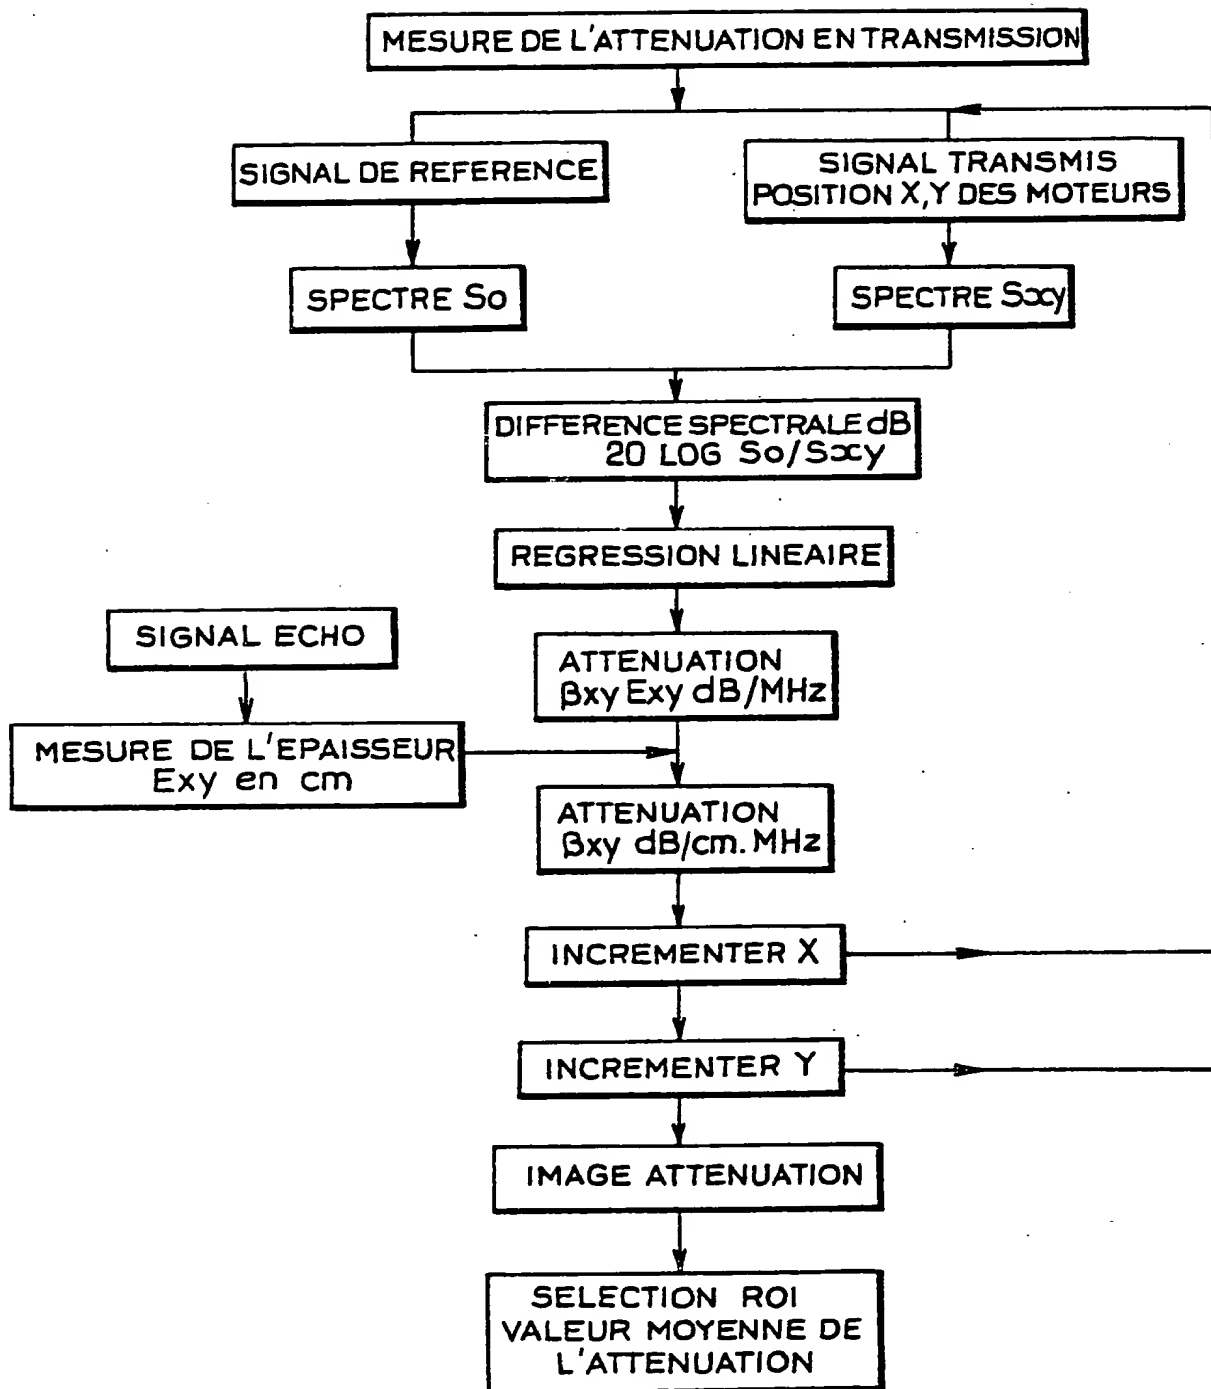 MESURE DE L'ATTENUATION EN TRANSMISSION
SIGNAL DE REFERENCE
SIGNAL TRANSMIS
POSITION X,Y DES MOTEURS
SPECTRE So
SPECTRE Sxy
DIFFERENCE SPECTRALE dB
20 LOG So/Sxy
REGRESSION LINEAIRE
SIGNAL ECHO
ATTENUATION
βxy Exy dB/MHz
MESURE DE L'EPAISSEUR
Exy en cm
ATTENUATION
βxy dB/cm.MHz
INCREMENTER X
INCREMENTER Y
IMAGE ATTENUATION
SELECTION ROI
VALEUR MOYENNE DE
L'ATTENUATION